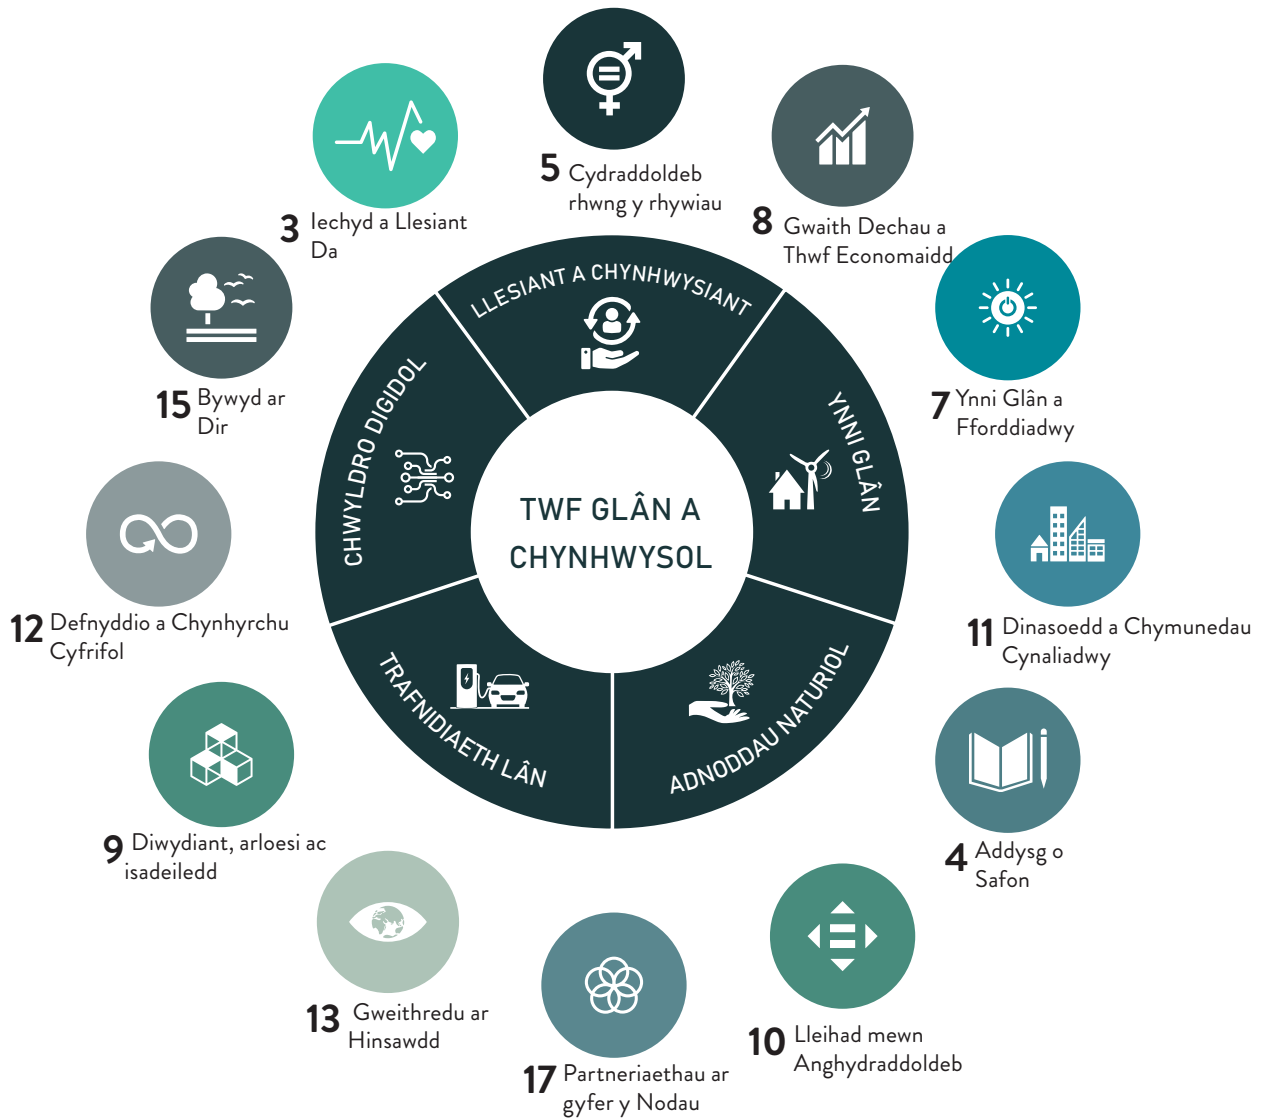 5 Cydraddoldeb
rhwng y rhywiau
8 Gwaith Dechau a
Thwf Economaidd
7 Ynni Glân a
Fforddiadwy
11 Dinasoedd a Chymunedau
Cynaliadwy
4 Addysg o
Safon
10 Lleihad mewn
Anghydraddoldeb
17 Partneriaethau ar
gyfer y Nodau
13 Gweithredu ar
Hinsawdd
9 Diwydiant, arloesi ac
isadeiledd
12 Defnyddio a Chynhyrchu
Cyfrifol
15 Bywyd ar
Dir
3 Iechyd a Llesiant
Da
LLESIANT A CHYNHWYSIANT
YNNI GLÂN
ADNODDAU NATURIOL
TRAFNIDIAETH LÂN
CHWYLDRO DIGIDOL
TWF GLÂN A
CHYNHWYSOL